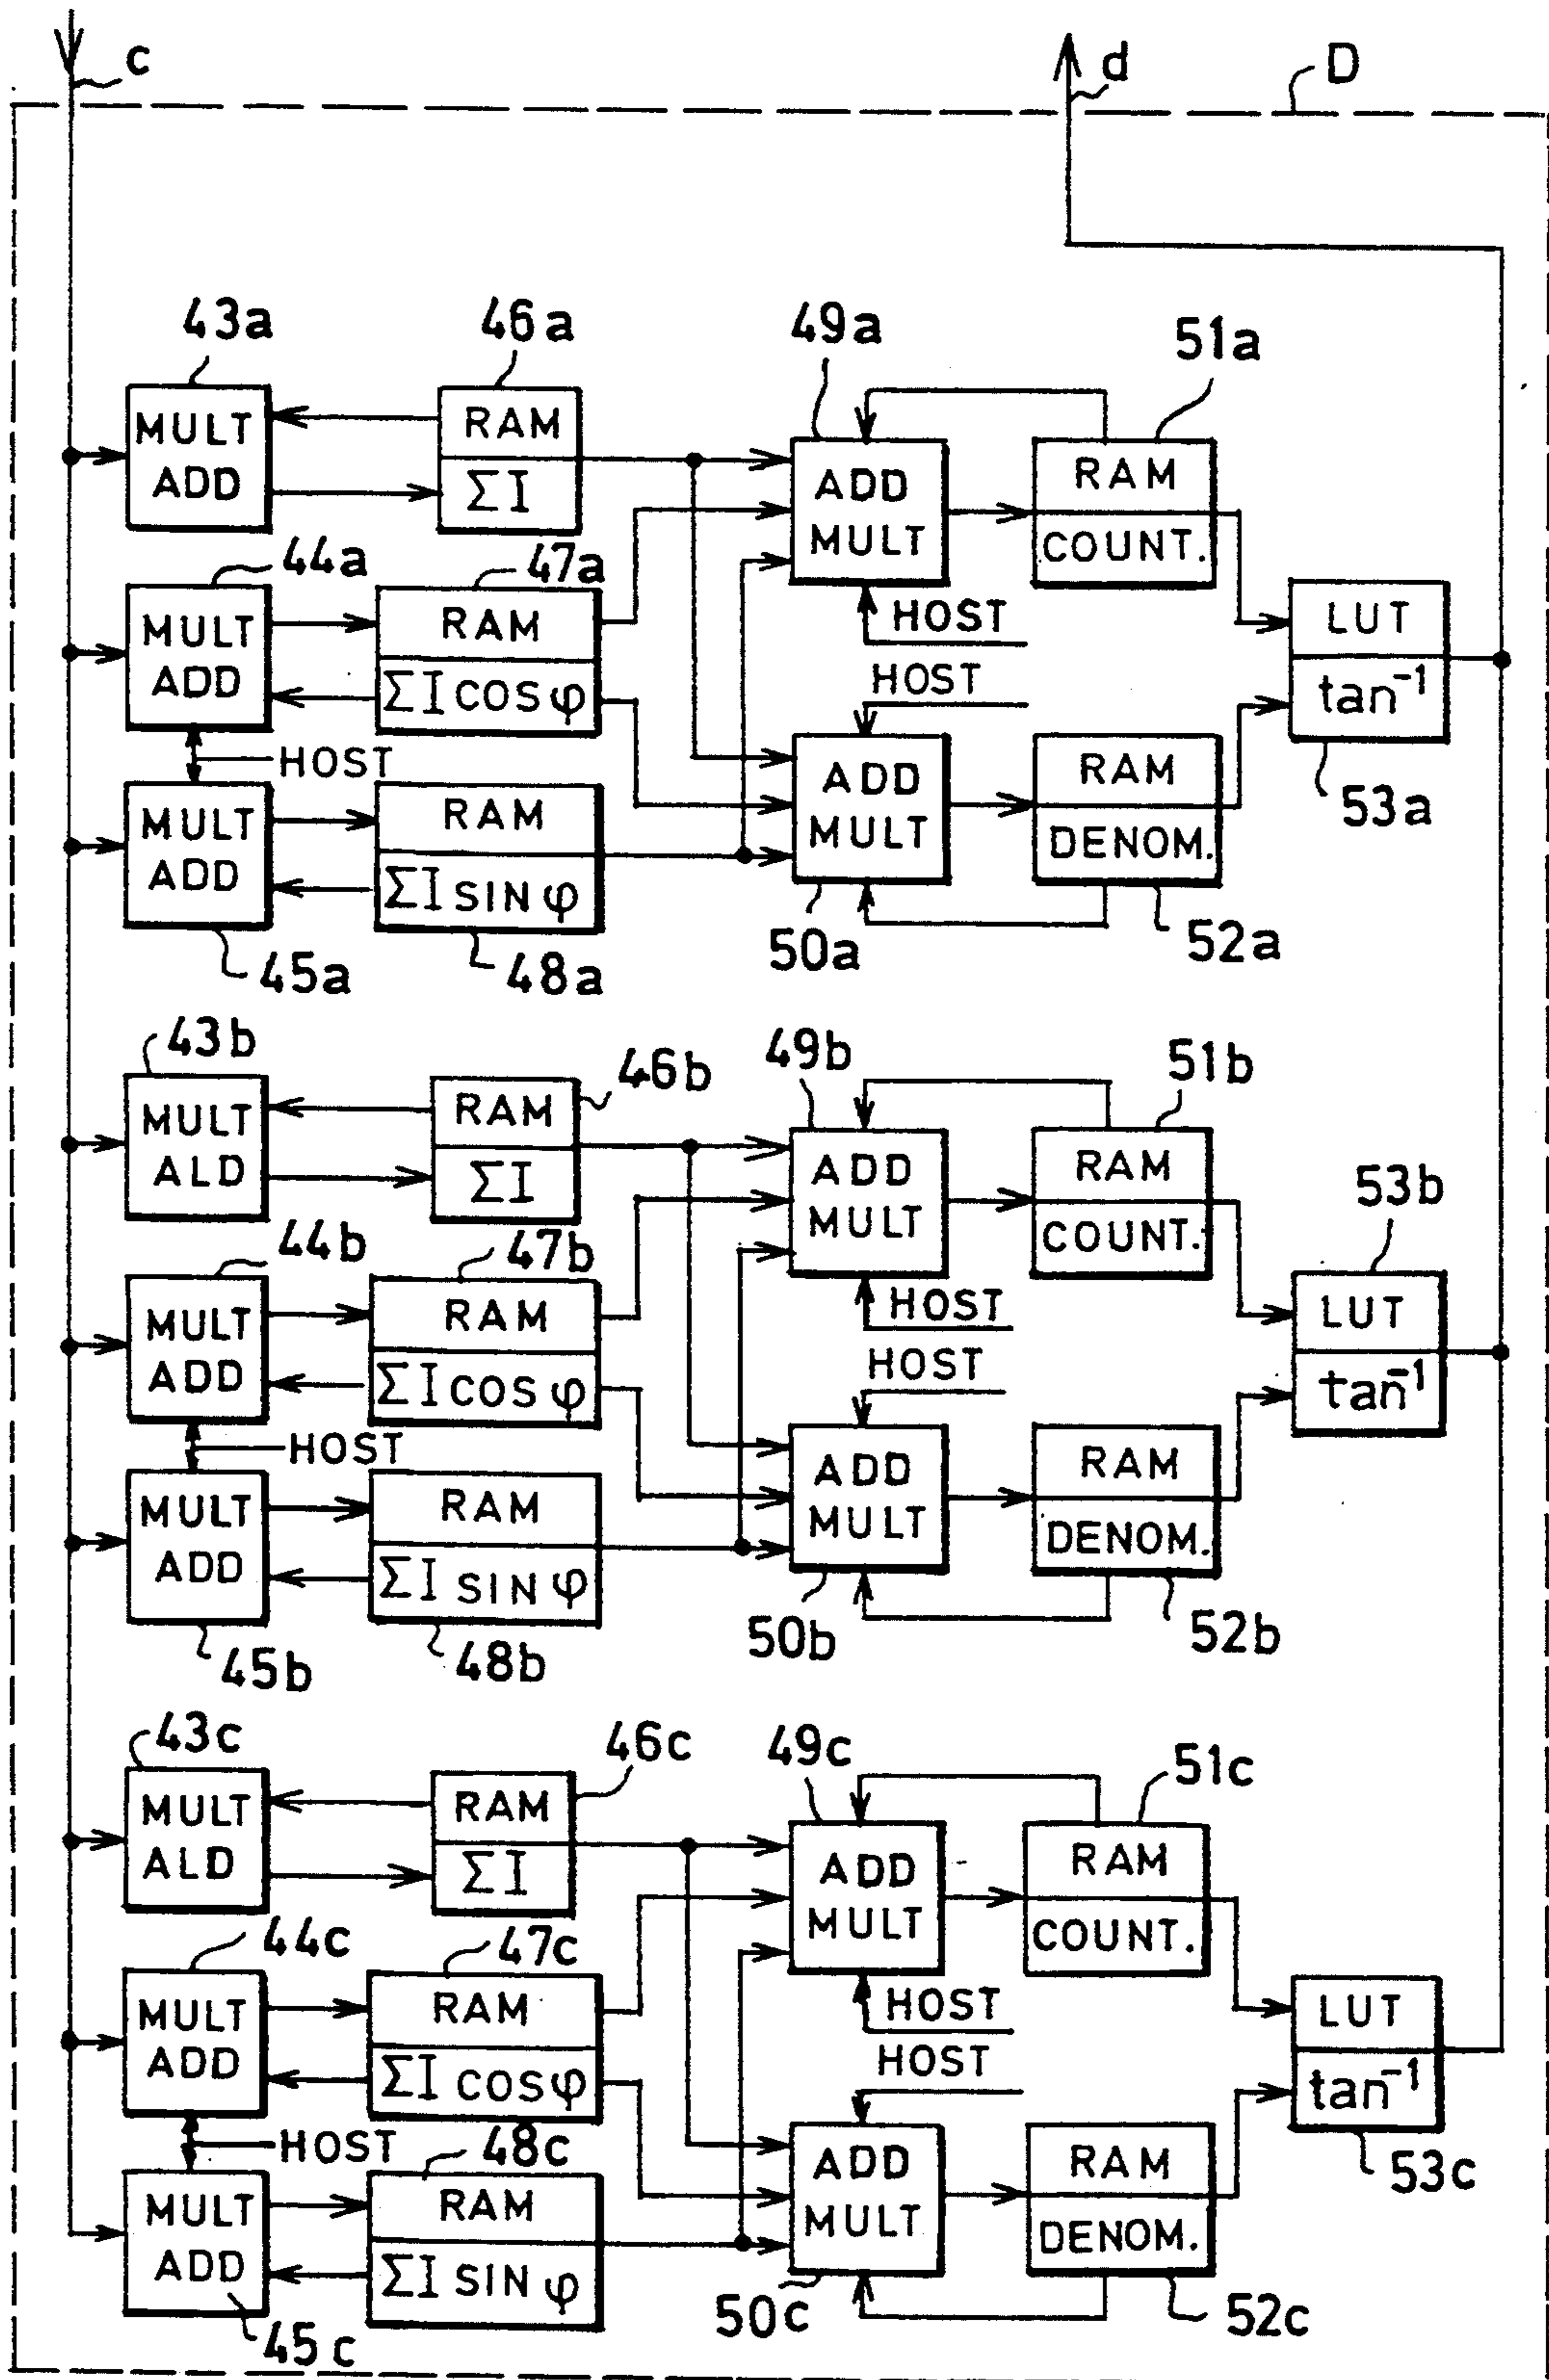 c
d
D
43a
46a
49a
51a
MULT
ADD
RAM
ΣI
ADD
MULT
RAM
COUNT.
44a
47a
HOST
MULT
ADD
RAM
ΣI COS φ
HOST
LUT
tan⁻¹
53a
HOST
MULT
ADD
RAM
ΣI SIN φ
ADD
MULT
RAM
DENOM.
45a
48a
50a
52a
43b
46b
49b
51b
MULT
ALD
RAM
ΣI
ADD
MULT
RAM
COUNT.
53b
44b
47b
HOST
MULT
ADD
RAM
ΣI COS φ
HOST
LUT
tan⁻¹
HOST
MULT
ADD
RAM
ΣI SIN φ
ADD
MULT
RAM
DENOM.
45b
48b
50b
52b
43c
46c
49c
51c
MULT
ALD
RAM
ΣI
ADD
MULT
RAM
COUNT.
44c
47c
HOST
MULT
ADD
RAM
ΣI COS φ
HOST
LUT
tan⁻¹
53c
HOST
48c
MULT
ADD
RAM
ΣI SIN φ
ADD
MULT
RAM
DENOM.
45c
50c
52c